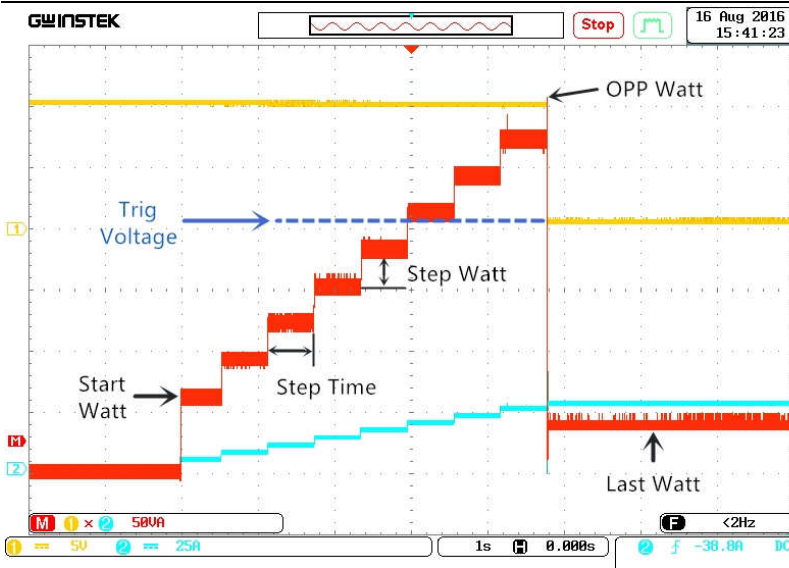 GWINSTEK
Stop
16 Aug 2016
15:41:23
OPP Watt
Trig
Voltage
1
Step Watt
Step Time
Start
Watt
M
2
Last Watt
M 1 × 2 50VA
F <2Hz
1 5V 2 25A
1s H 0.000s
2 -38.8A DC